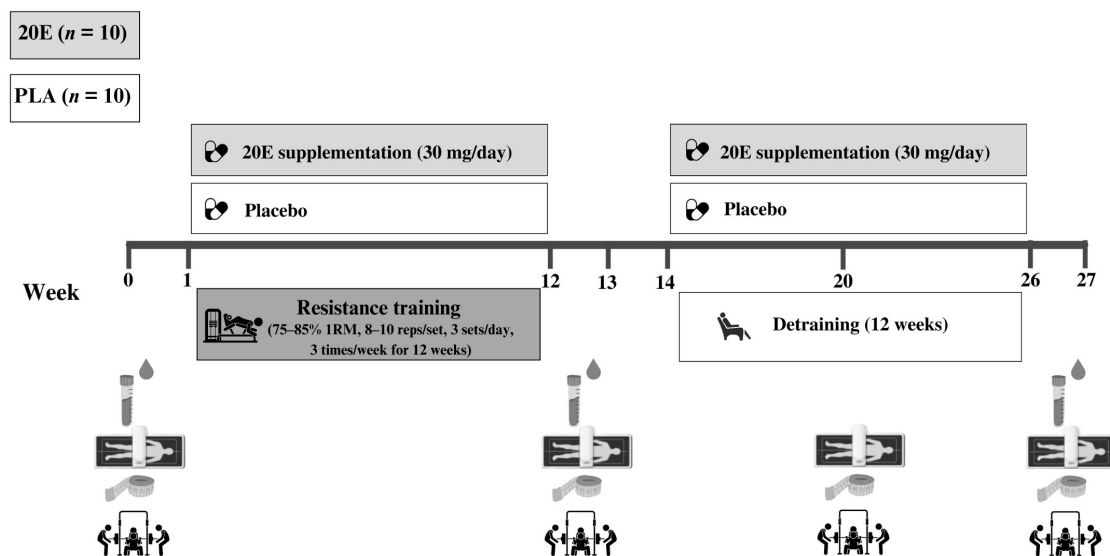 20E (n = 10)
PLA (n = 10)
20E supplementation (30 mg/day)
20E supplementation (30 mg/day)
Placebo
Placebo
0
1
12
13
14
20
26
27
Week
Resistance training
(75–85% 1RM, 8–10 reps/set, 3 sets/day,
3 times/week for 12 weeks)
Detraining (12 weeks)